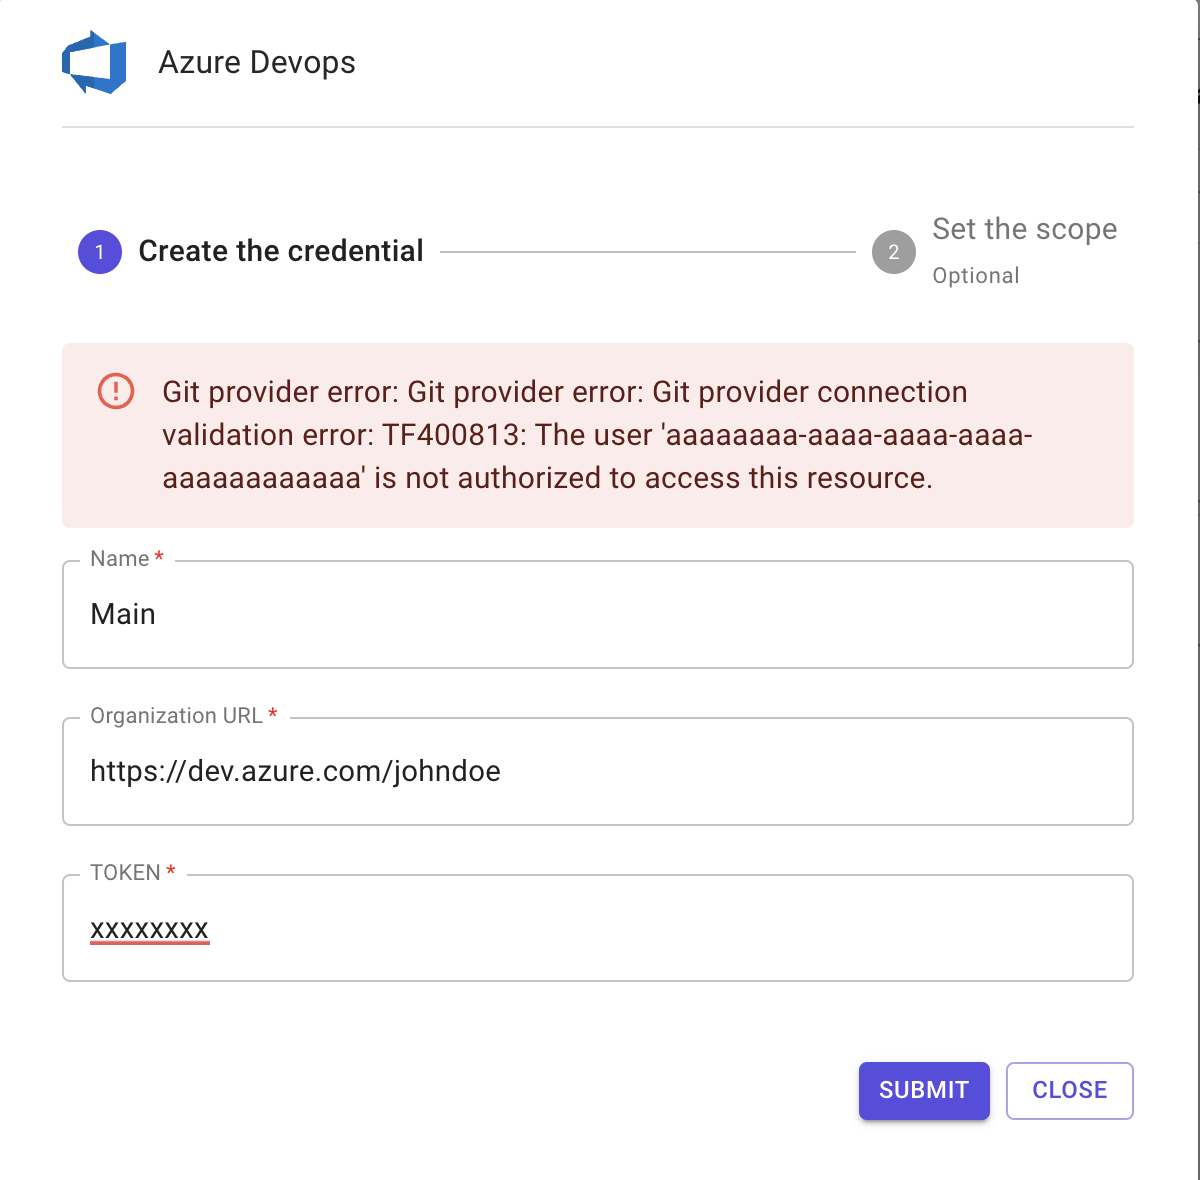 Azure Devops
1 Create the credential
2 Set the scope
Optional
Git provider error: Git provider error: Git provider connection
validation error: TF400813: The user 'aaaaaaaa-aaaa-aaaa-aaaa-
aaaaaaaaaaaa' is not authorized to access this resource.
Name *
Main
Organization URL *
https://dev.azure.com/johndoe
TOKEN *
xxxxxxxx
SUBMIT CLOSE